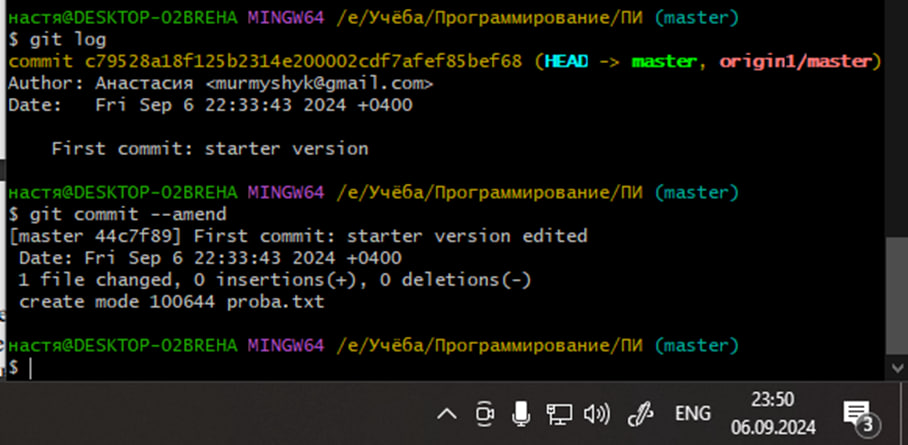 настя@DESKTOP-O2BREHA MINGW64 /e/Учёба/Программирование/ПИ (master)
$ git log
commit c79528a18f125b2314e200002cdf7afef85bef68 (HEAD -> master, origin1/master)
Author: Анастасия <murmyshyk@gmail.com>
Date:   Fri Sep 6 22:33:43 2024 +0400
    First commit: starter version
настя@DESKTOP-O2BREHA MINGW64 /e/Учёба/Программирование/ПИ (master)
$ git commit --amend
[master 44c7f89] First commit: starter version edited
 Date: Fri Sep 6 22:33:43 2024 +0400
 1 file changed, 0 insertions(+), 0 deletions(-)
 create mode 100644 proba.txt
настя@DESKTOP-O2BREHA MINGW64 /e/Учёба/Программирование/ПИ (master)
$
ENG
23:50
06.09.2024
3